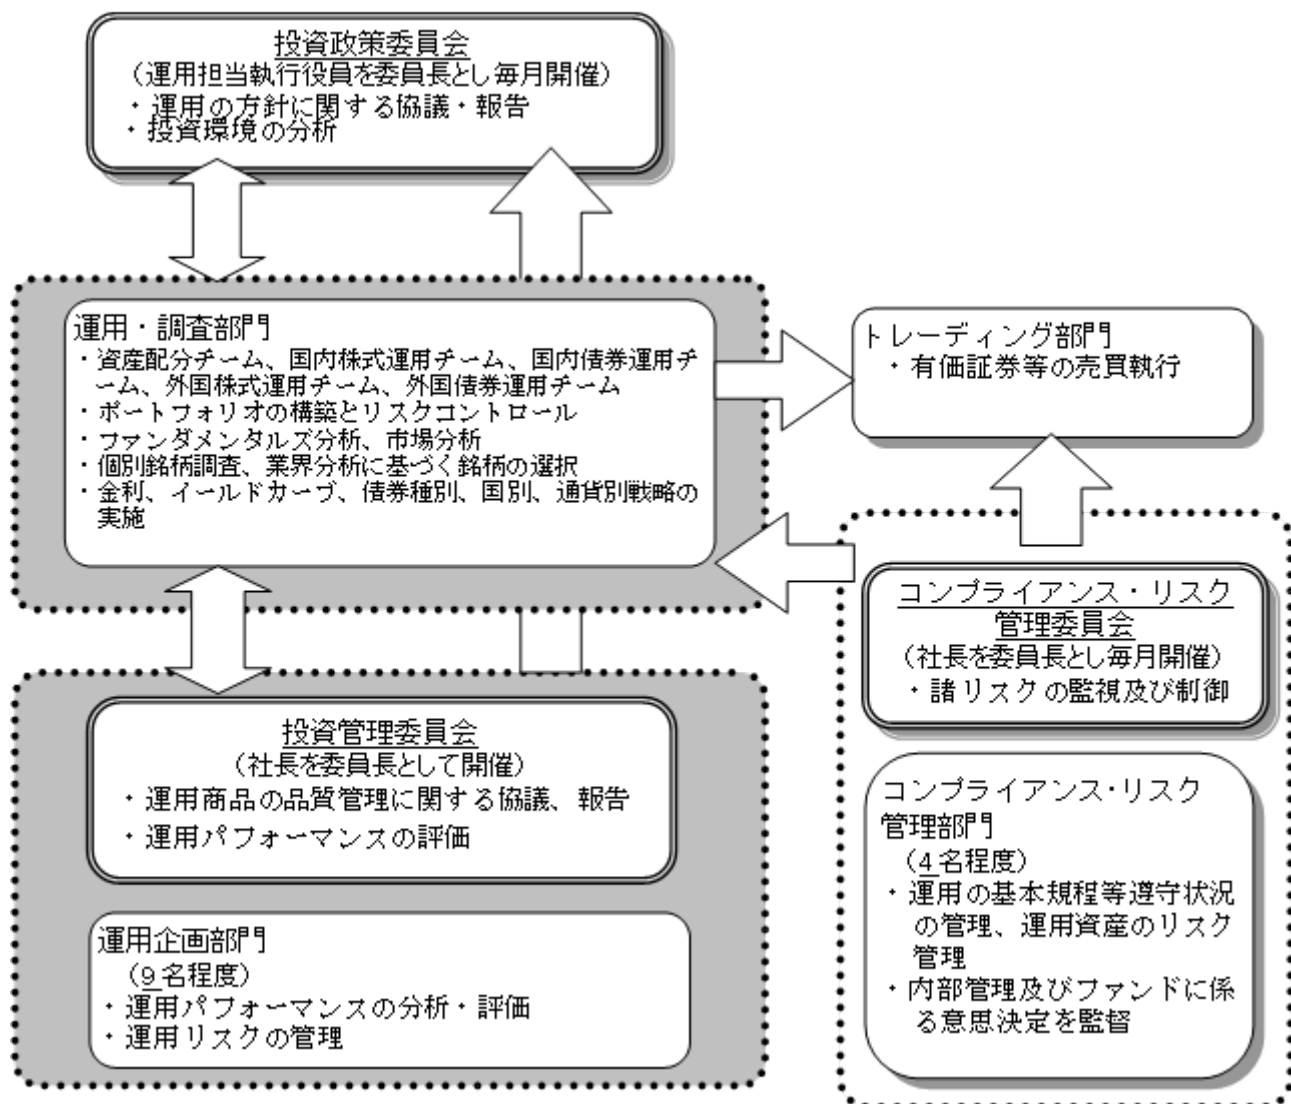 投資政策委員会
（運用担当執行役員を委員長とし毎月開催）
・運用の方針に関する協議・報告
・投資環境の分析
運用・調査部門
・資産配分チーム、国内株式運用チーム、国内債券運用チ
ーム、外国株式運用チーム、外国債券運用チーム
・ポートフォリオの構築とリスクコントロール
・ファンダメンタルズ分析、市場分析
・個別銘柄調査、業界分析に基づく銘柄の選択
・金利、イールドカーブ、債券種別、国別、通貨別戦略の
実施
トレーディング部門
・有価証券等の売買執行
コンプライアンス・リスク
管理委員会
（社長を委員長とし毎月開催）
・諸リスクの監視及び制御
投資管理委員会
（社長を委員長として開催）
・運用商品の品質管理に関する協議、報告
・運用パフォーマンスの評価
コンプライアンス・リスク
管理部門
（4名程度）
・運用の基本規程等遵守状況
の管理、運用資産のリスク
管理
・内部管理及びファンドに係
る意思決定を監督
運用企画部門
（9名程度）
・運用パフォーマンスの分析・評価
・運用リスクの管理